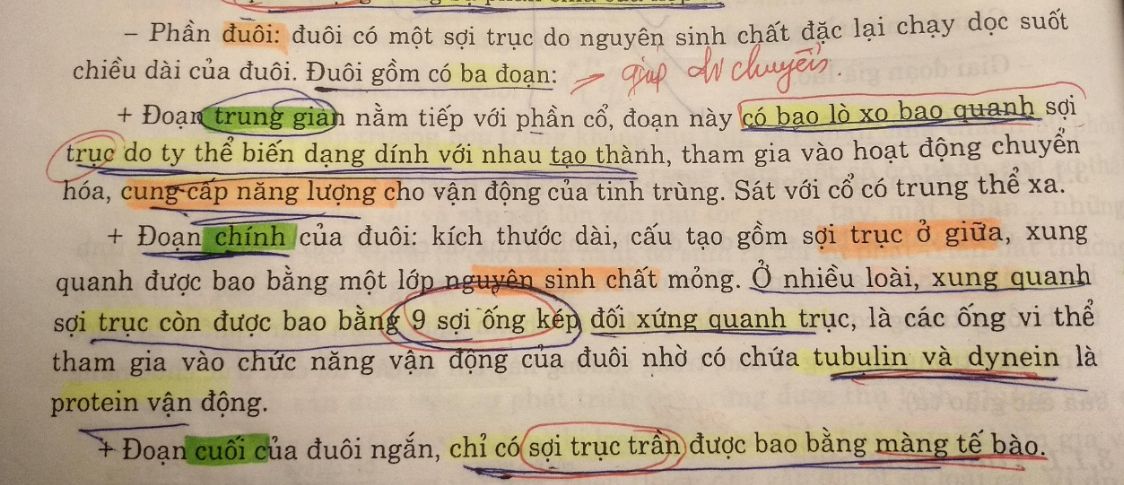 – Phần đuôi: đuôi có một sợi trục do nguyên sinh chất đặc lại chạy dọc suốt
chiều dài của đuôi. Đuôi gồm có ba đoạn: → giúp di chuyển.
+ Đoạn trung gian nằm tiếp với phần cổ, đoạn này có bao lò xo bao quanh sợi
trục do ty thể biến dạng dính với nhau tạo thành, tham gia vào hoạt động chuyển
hóa, cung cấp năng lượng cho vận động của tinh trùng. Sát với cổ có trung thể xa.
+ Đoạn chính của đuôi: kích thước dài, cấu tạo gồm sợi trục ở giữa, xung
quanh được bao bằng một lớp nguyên sinh chất mỏng. Ở nhiều loài, xung quanh
sợi trục còn được bao bằng 9 sợi ống kép đối xứng quanh trục, là các ống vi thể
tham gia vào chức năng vận động của đuôi nhờ có chứa tubulin và dynein là
protein vận động.
+ Đoạn cuối của đuôi ngắn, chỉ có sợi trục trần được bao bằng màng tế bào.